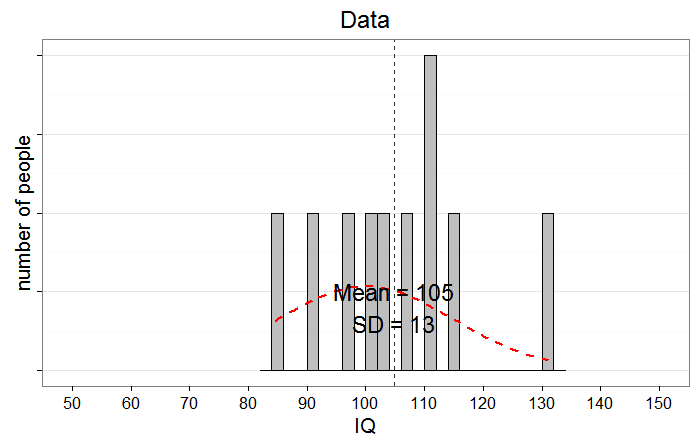 Data
number of people
Mean = 105
SD = 13
50 60 70 80 90 100 110 120 130 140 150
IQ